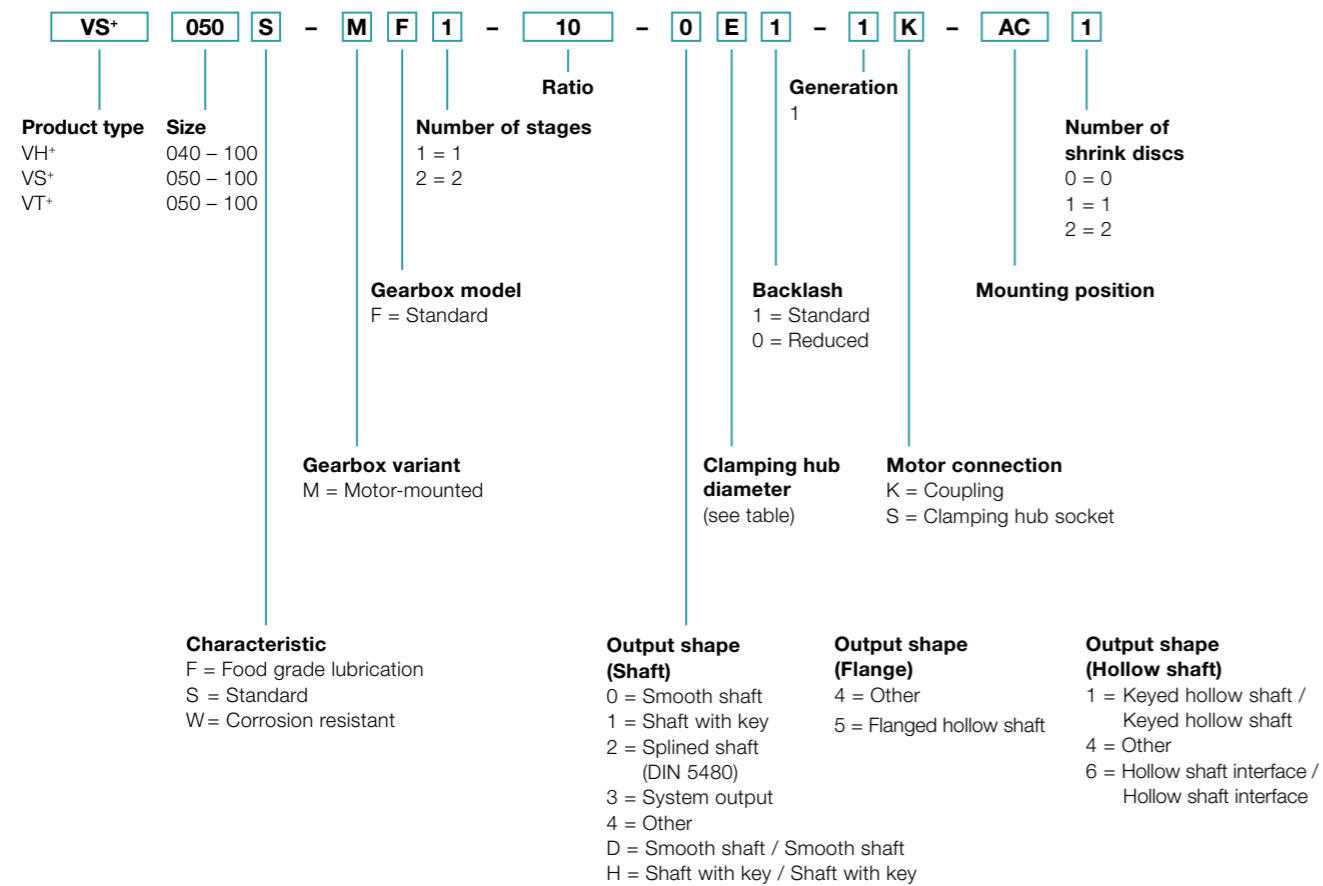 VS⁺ 050 S – M F 1 – 10 – 0 E 1 – 1 K – AC 1
Ratio
Generation
1
Product type
VH⁺
VS⁺
VT⁺
Size
040 – 100
050 – 100
050 – 100
Number of stages
1 = 1
2 = 2
Number of
shrink discs
0 = 0
1 = 1
2 = 2
Gearbox model
F = Standard
Backlash
1 = Standard
0 = Reduced
Mounting position
Gearbox variant
M = Motor-mounted
Clamping hub
diameter
(see table)
Motor connection
K = Coupling
S = Clamping hub socket
Characteristic
F = Food grade lubrication
S = Standard
W = Corrosion resistant
Output shape
(Shaft)
0 = Smooth shaft
1 = Shaft with key
2 = Splined shaft
(DIN 5480)
3 = System output
4 = Other
D = Smooth shaft / Smooth shaft
H = Shaft with key / Shaft with key
Output shape
(Flange)
4 = Other
5 = Flanged hollow shaft
Output shape
(Hollow shaft)
1 = Keyed hollow shaft /
Keyed hollow shaft
4 = Other
6 = Hollow shaft interface /
Hollow shaft interface